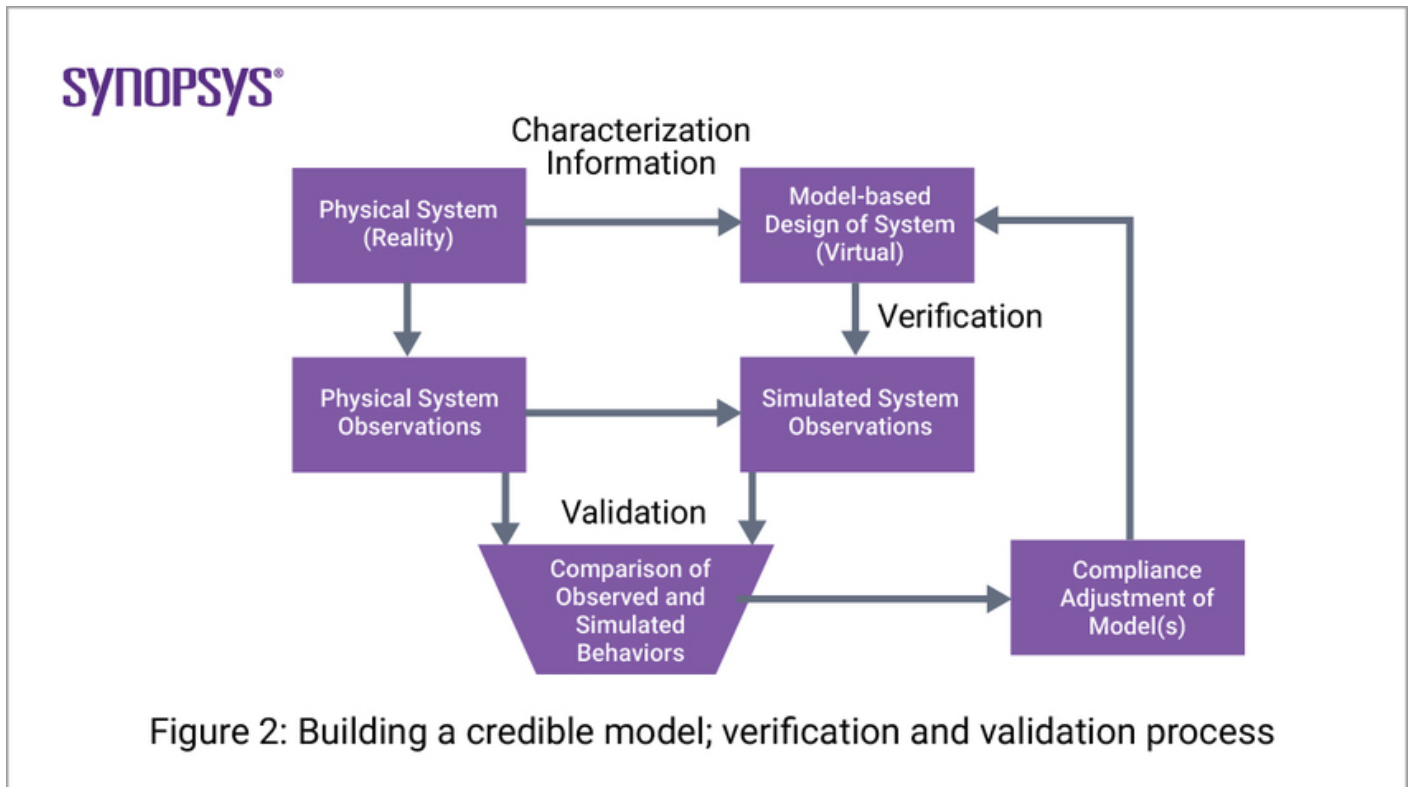 SYNOPSYS®
Characterization
Information
Physical System
(Reality)
Model-based
Design of System
(Virtual)
Verification
Physical System
Observations
Simulated System
Observations
Validation
Comparison of
Observed and
Simulated
Behaviors
Compliance
Adjustment of
Model(s)
Figure 2: Building a credible model; verification and validation process